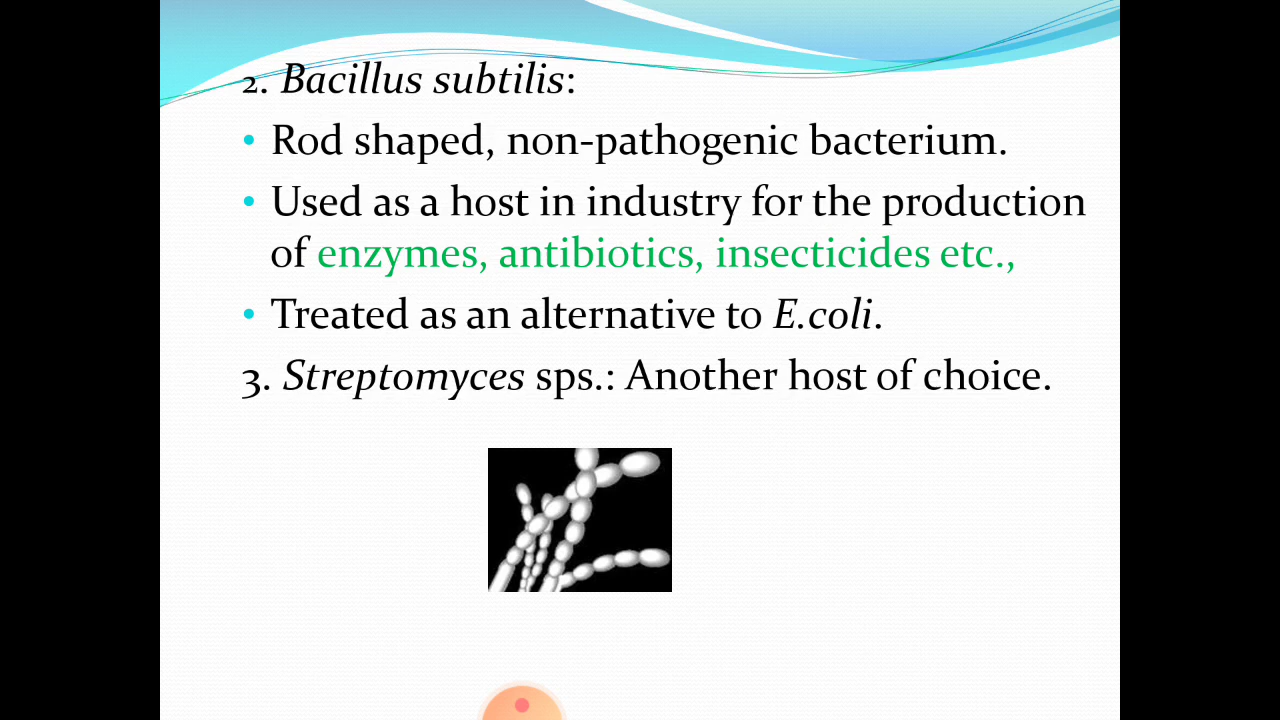 2. Bacillus subtilis:
• Rod shaped, non-pathogenic bacterium.
• Used as a host in industry for the production
of enzymes, antibiotics, insecticides etc.,
• Treated as an alternative to E.coli.
3. Streptomyces sps.: Another host of choice.